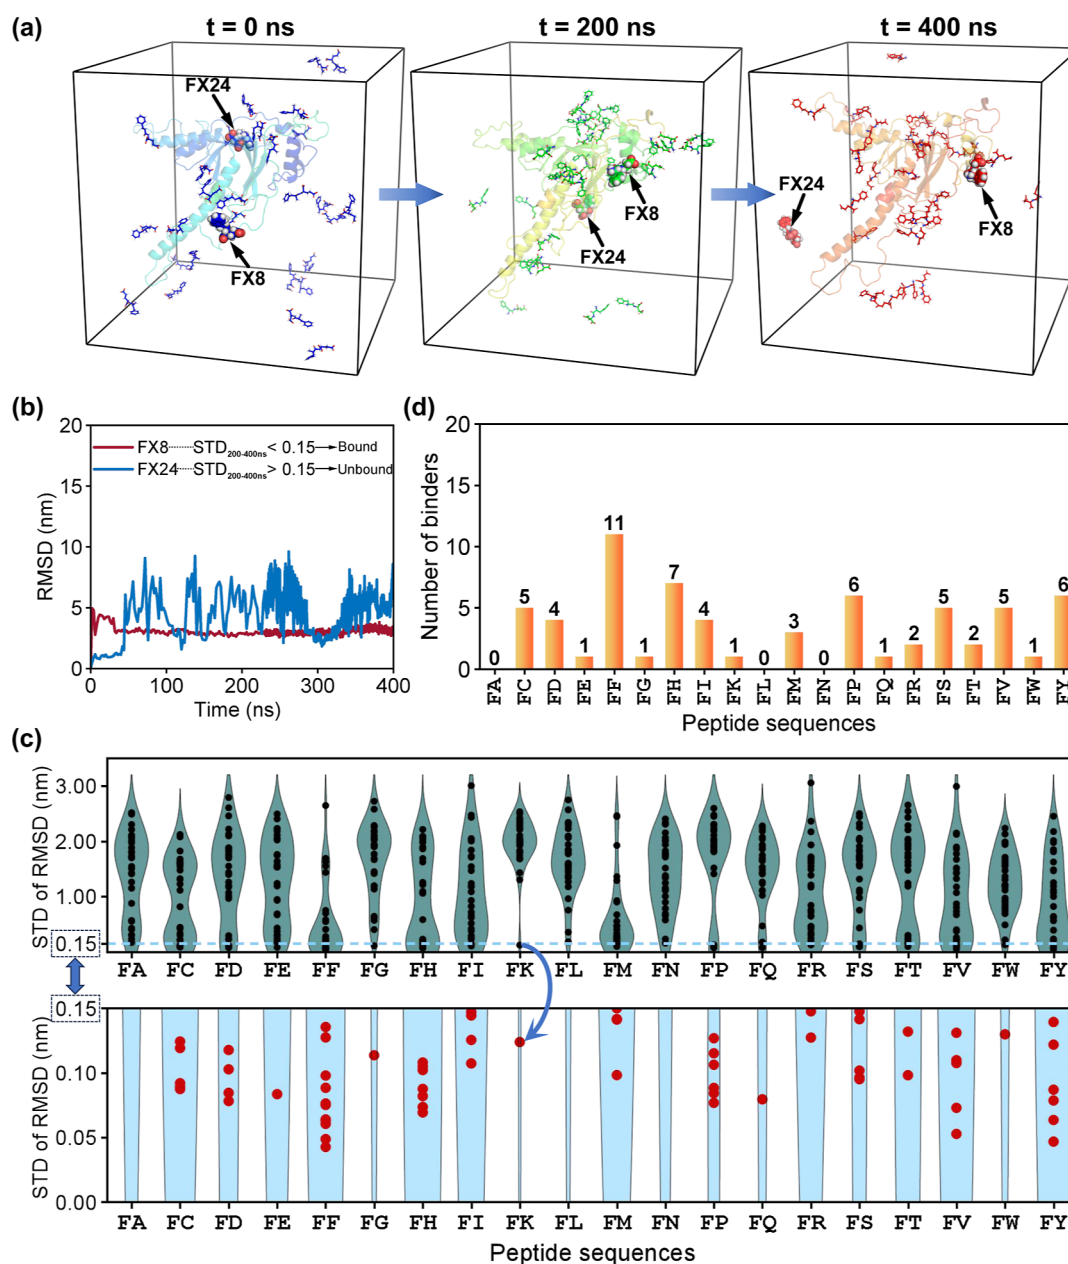 (a)
t = 0 ns
t = 200 ns
t = 400 ns
FX24
FX8
FX8
FX24
FX24
FX8
(b)
RMSD (nm)
20
15
10
5
0
FX8 STD200-400ns < 0.15 Bound
FX24 STD200-400ns > 0.15 Unbound
0 100 200 300 400
Time (ns)
(d)
Number of binders
20
15
10
5
0
0 5 4 1 11 1 7 4 1 0 3 0 6 1 2 5 2 5 1 6
FA FC FD FE FF FG FH FI FK FL FM FN FP FQ FR FS FT FV FW FY
Peptide sequences
(c)
STD of RMSD (nm)
3.00
2.00
1.00
0.15
FA FC FD FE FF FG FH FI FK FL FM FN FP FQ FR FS FT FV FW FY
STD of RMSD (nm)
0.15
0.10
0.05
0.00
FA FC FD FE FF FG FH FI FK FL FM FN FP FQ FR FS FT FV FW FY
Peptide sequences